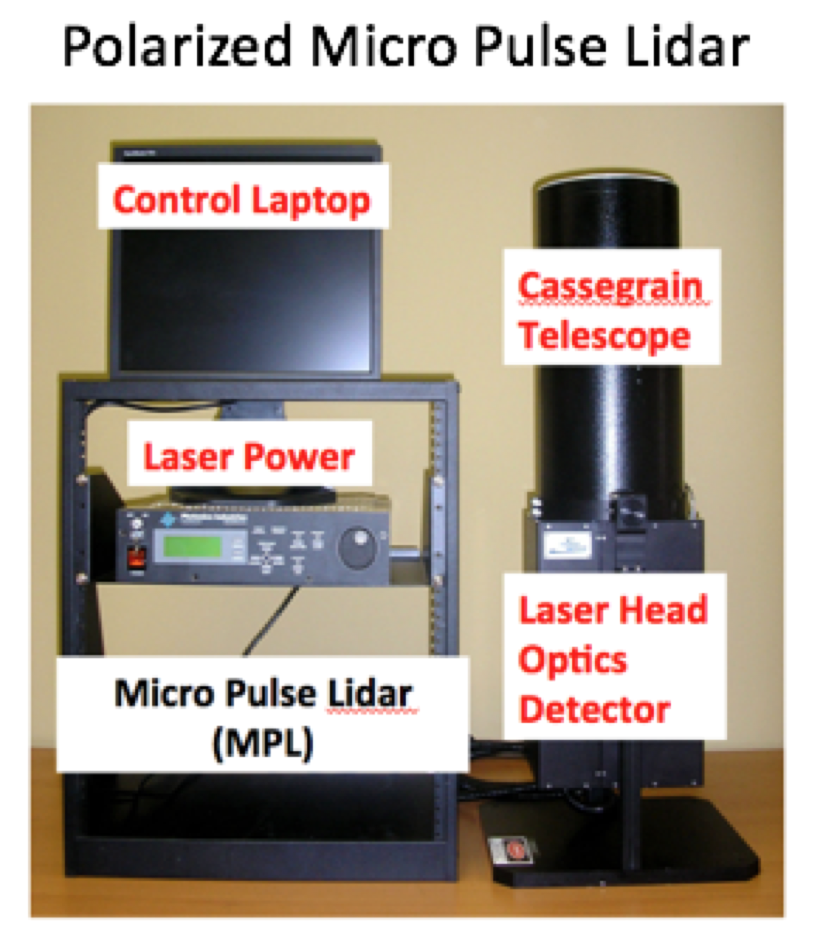 Polarized Micro Pulse Lidar
Control Laptop
Cassegrain
Telescope
Laser Power
Laser Head
Optics
Detector
Micro Pulse Lidar
(MPL)